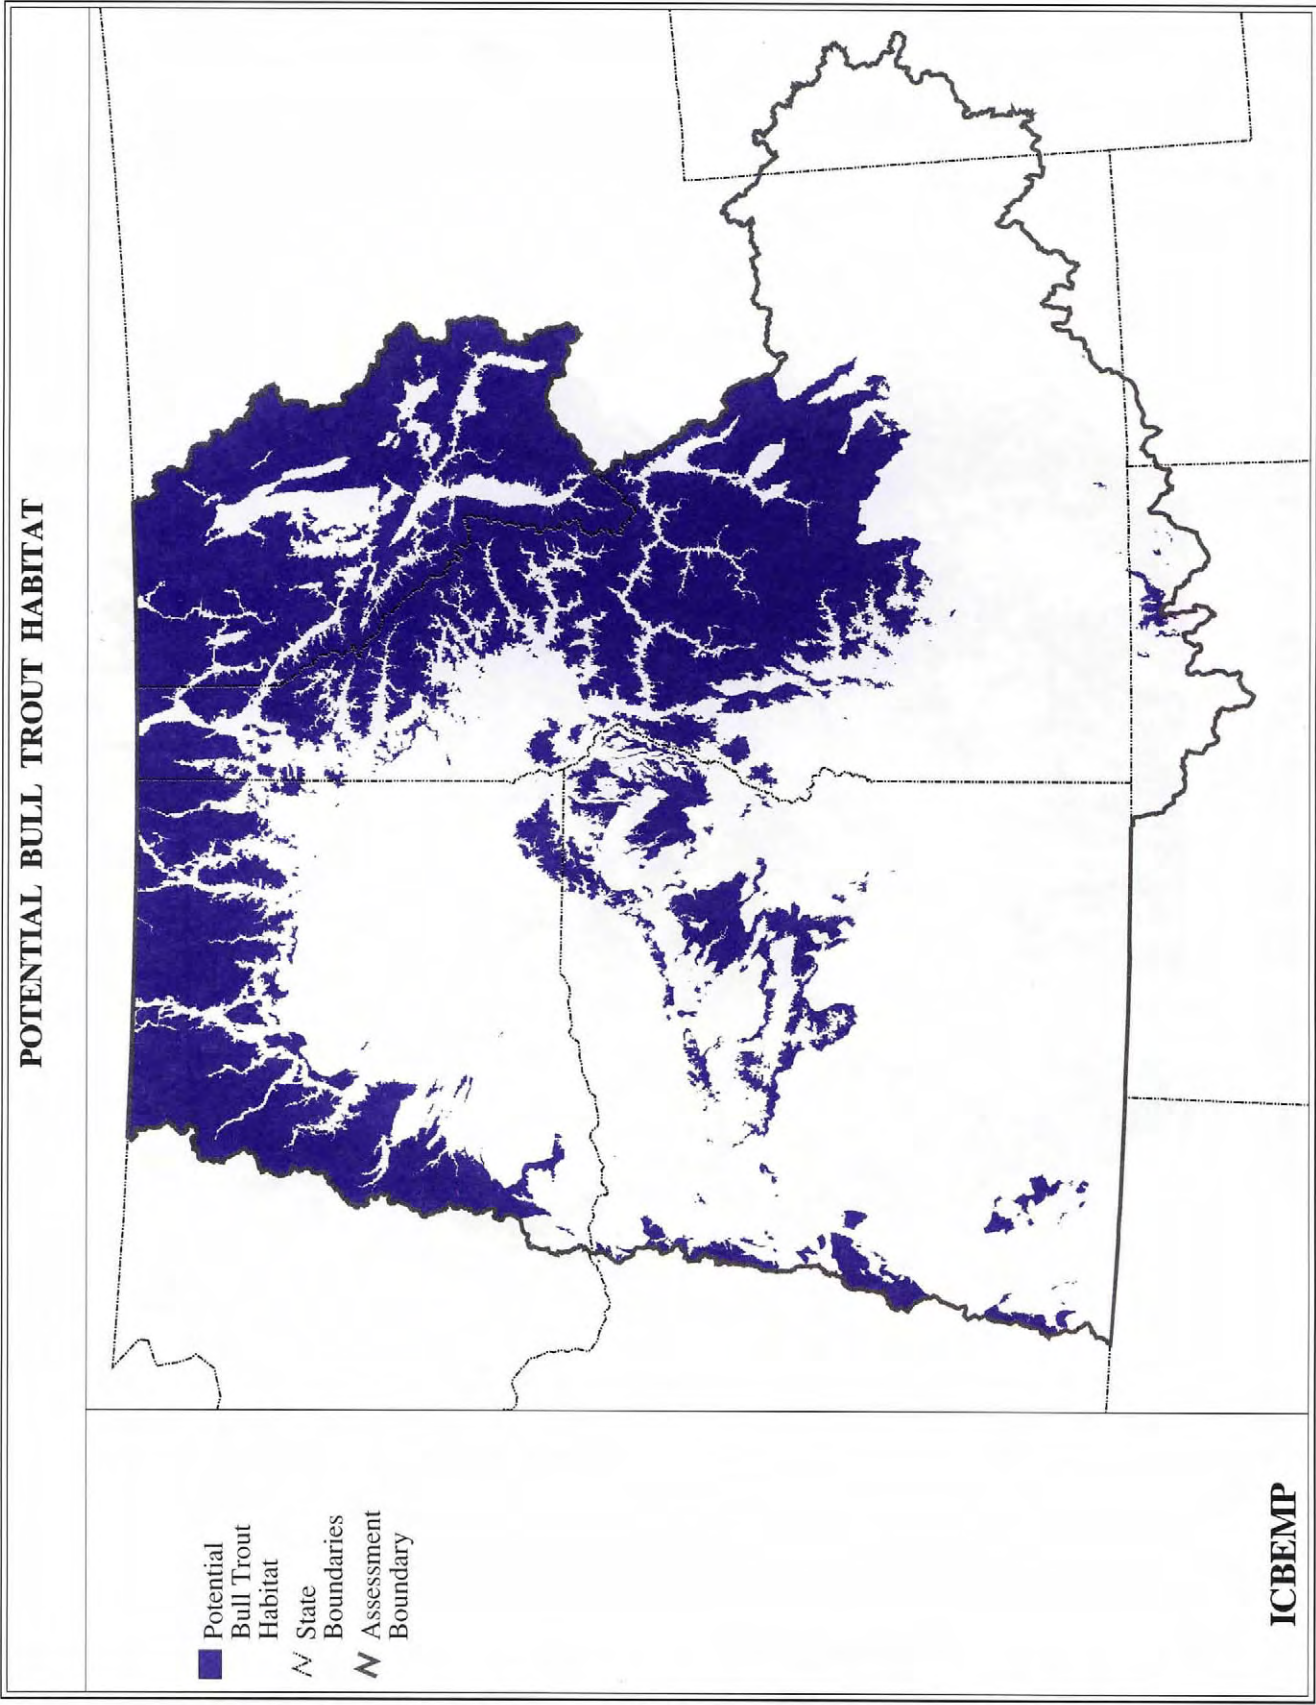 POTENTIAL BULL TROUT HABITAT
Potential
Bull Trout
Habitat
State
Boundaries
Assessment
Boundary
ICBEMP